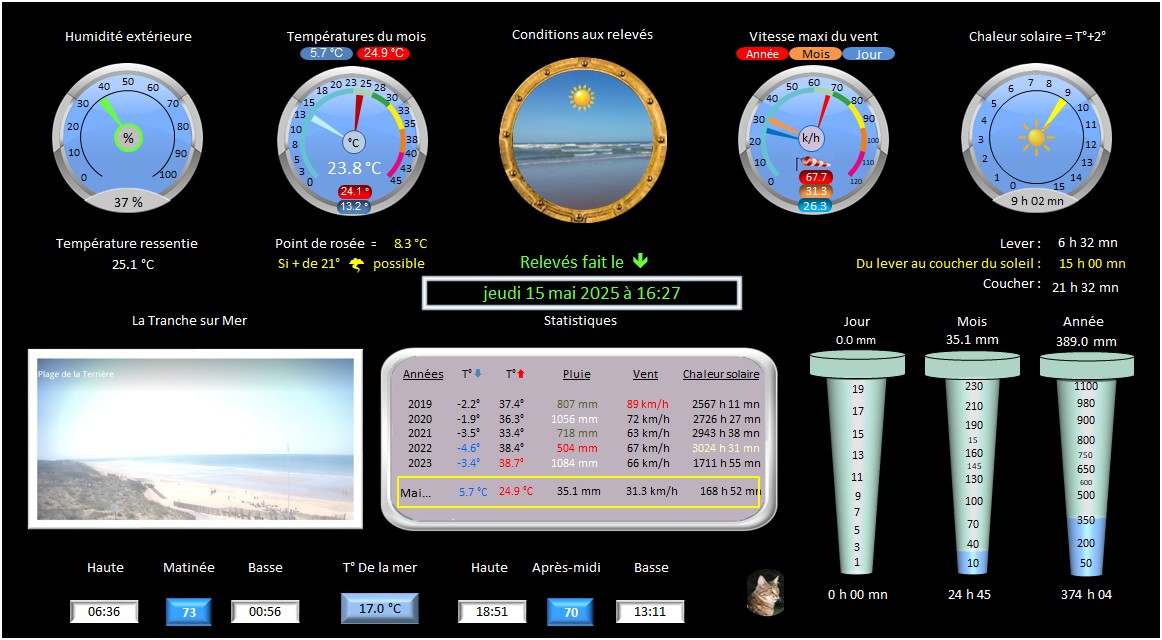 Humidité extérieure
Températures du mois
Conditions aux relevés
Vitesse maxi du vent
Chaleur solaire = T°+2°
5.7 °C 24.9 °C
Année Mois Jour
0 10 20 30 40 50 60 70 80 90 100
%
37 %
0 3 5 8 10 13 15 18 20 23 25 28 30 33 35 38 40 43 45
°C
23.8 °C
24.1 °
13.2 °
0 10 20 30 40 50 60 70 80 90 100 110 120
k/h
67.7
31.3
26.3
0 1 2 3 4 5 6 7 8 9 10 11 12 13 14 15
9 h 02 mn
Température ressentie
25.1 °C
Point de rosée = 8.3 °C
Si + de 21° possible
Relevés fait le
jeudi 15 mai 2025 à 16:27
Lever : 6 h 32 mn
Du lever au coucher du soleil : 15 h 00 mn
Coucher : 21 h 32 mn
La Tranche sur Mer
Plage de la Terrière
Statistiques
Années T° T° Pluie Vent Chaleur solaire
2019 -2.2° 37.4° 807 mm 89 km/h 2567 h 11 mn
2020 -1.9° 36.3° 1056 mm 72 km/h 2726 h 27 mn
2021 -3.5° 33.4° 718 mm 63 km/h 2943 h 38 mn
2022 -4.6° 38.4° 504 mm 67 km/h 3024 h 31 mn
2023 -3.4° 38.7° 1084 mm 66 km/h 1711 h 55 mn
Mai... 5.7 °C 24.9 °C 35.1 mm 31.3 km/h 168 h 52 mn
Jour
0.0 mm
19
17
15
13
11
9
7
5
3
1
0 h 00 mn
Mois
35.1 mm
230
210
190
15
160
145
130
100
70
40
10
24 h 45
Année
389.0 mm
1100
980
900
800
750
650
600
500
350
200
50
374 h 04
Haute Matinée Basse T° De la mer Haute Après-midi Basse
06:36 73 00:56 17.0 °C 18:51 70 13:11